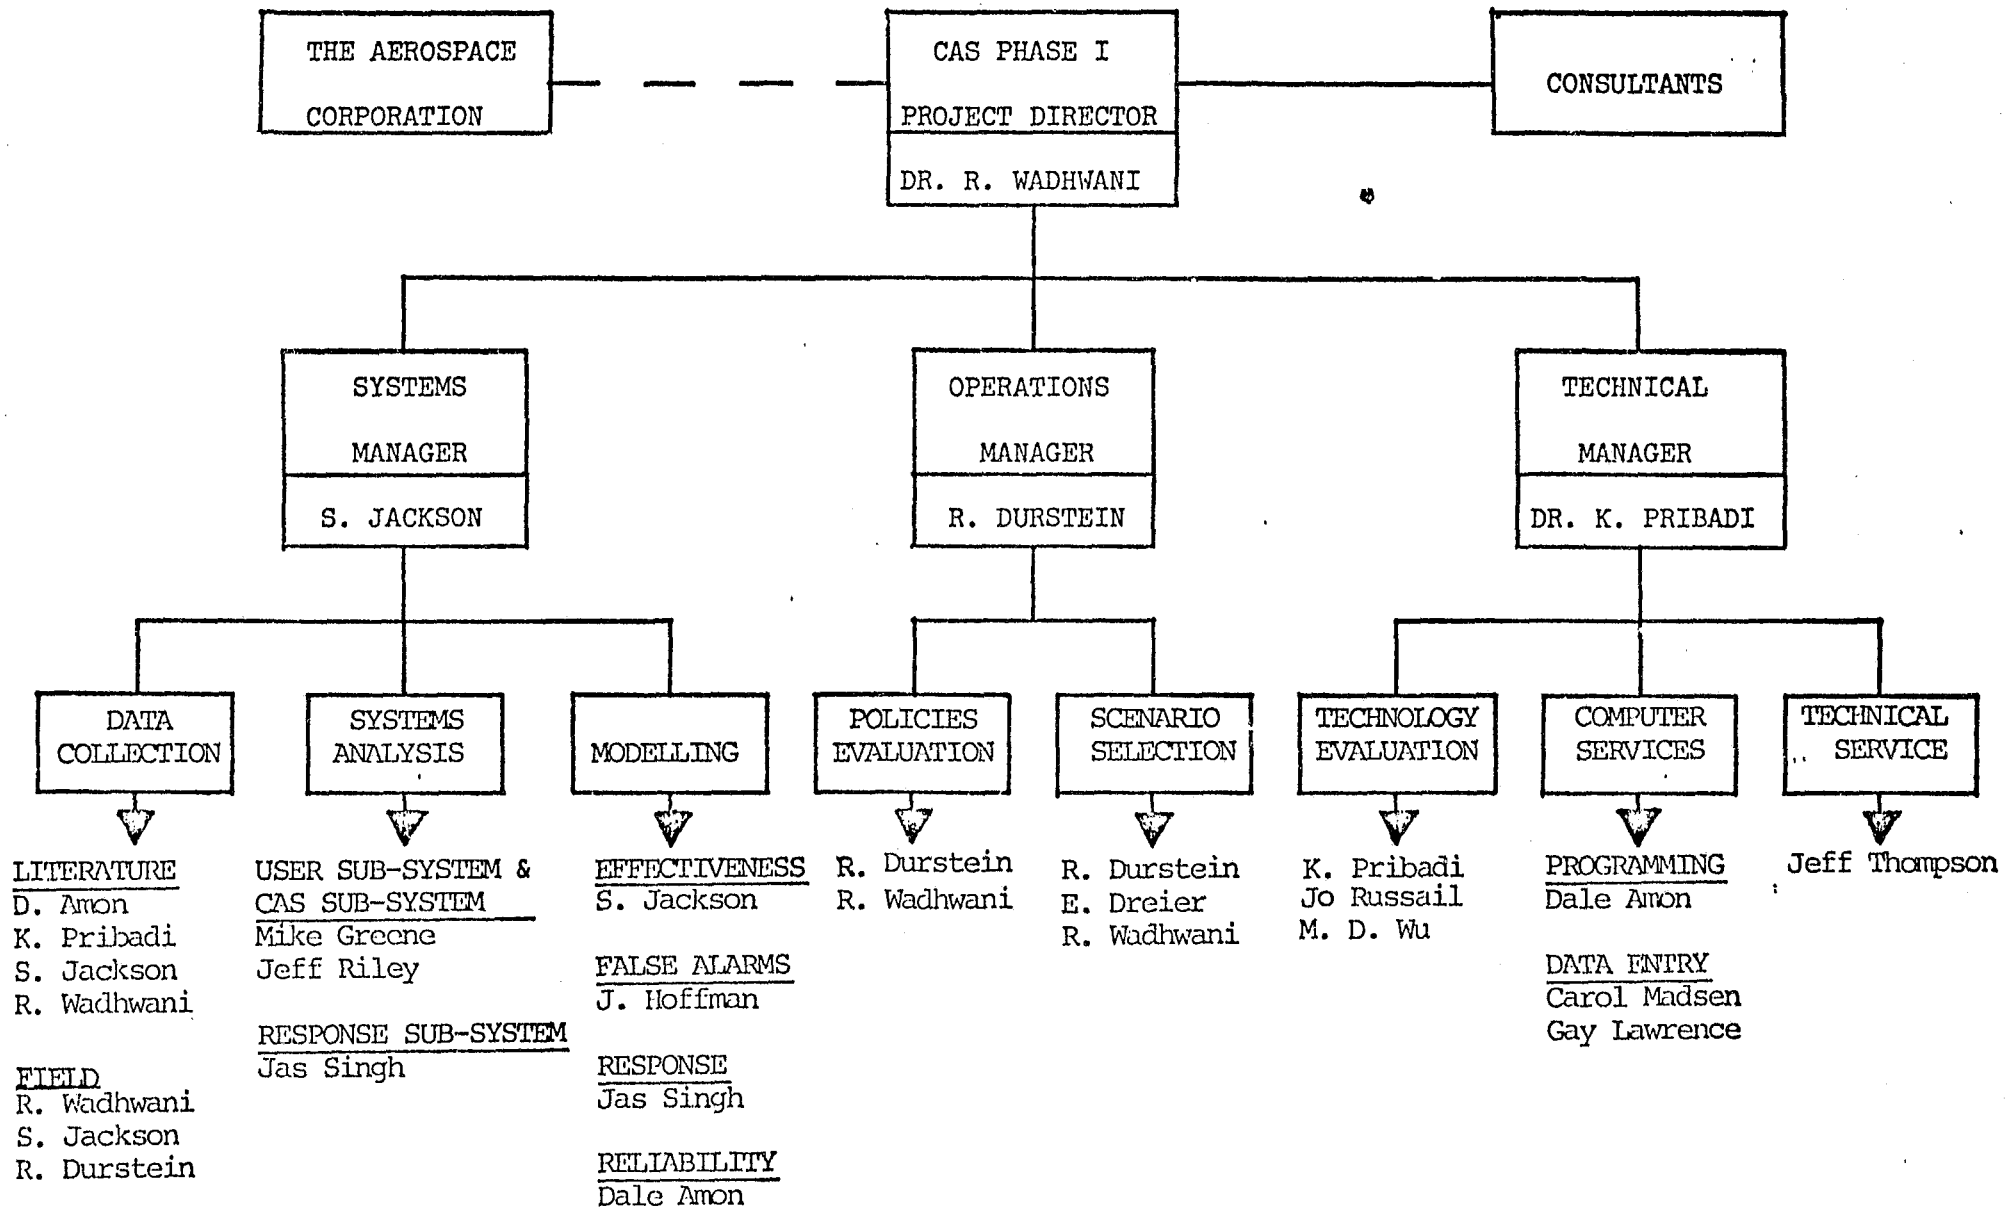 THE AEROSPACE
CORPORATION
CAS PHASE I
PROJECT DIRECTOR
DR. R. WADHWANI
CONSULTANTS
SYSTEMS
MANAGER
S. JACKSON
OPERATIONS
MANAGER
R. DURSTEIN
TECHNICAL
MANAGER
DR. K. PRIBADI
DATA
COLLECTION
SYSTEMS
ANALYSIS
MODELLING
POLICIES
EVALUATION
SCENARIO
SELECTION
TECHNOLOGY
EVALUATION
COMPUTER
SERVICES
TECHNICAL
SERVICE
LITERATURE
D. Amon
K. Pribadi
S. Jackson
R. Wadhwani
FIELD
R. Wadhwani
S. Jackson
R. Durstein
USER SUB-SYSTEM &
CAS SUB-SYSTEM
Mike Greene
Jeff Riley
RESPONSE SUB-SYSTEM
Jas Singh
EFFECTIVENESS
S. Jackson
FALSE ALARMS
J. Hoffman
RESPONSE
Jas Singh
RELIABILITY
Dale Amon
R. Durstein
R. Wadhwani
R. Durstein
E. Dreier
R. Wadhwani
K. Pribadi
Jo Russail
M. D. Wu
PROGRAMMING
Dale Amon
DATA ENTRY
Carol Madsen
Gay Lawrence
Jeff Thompson